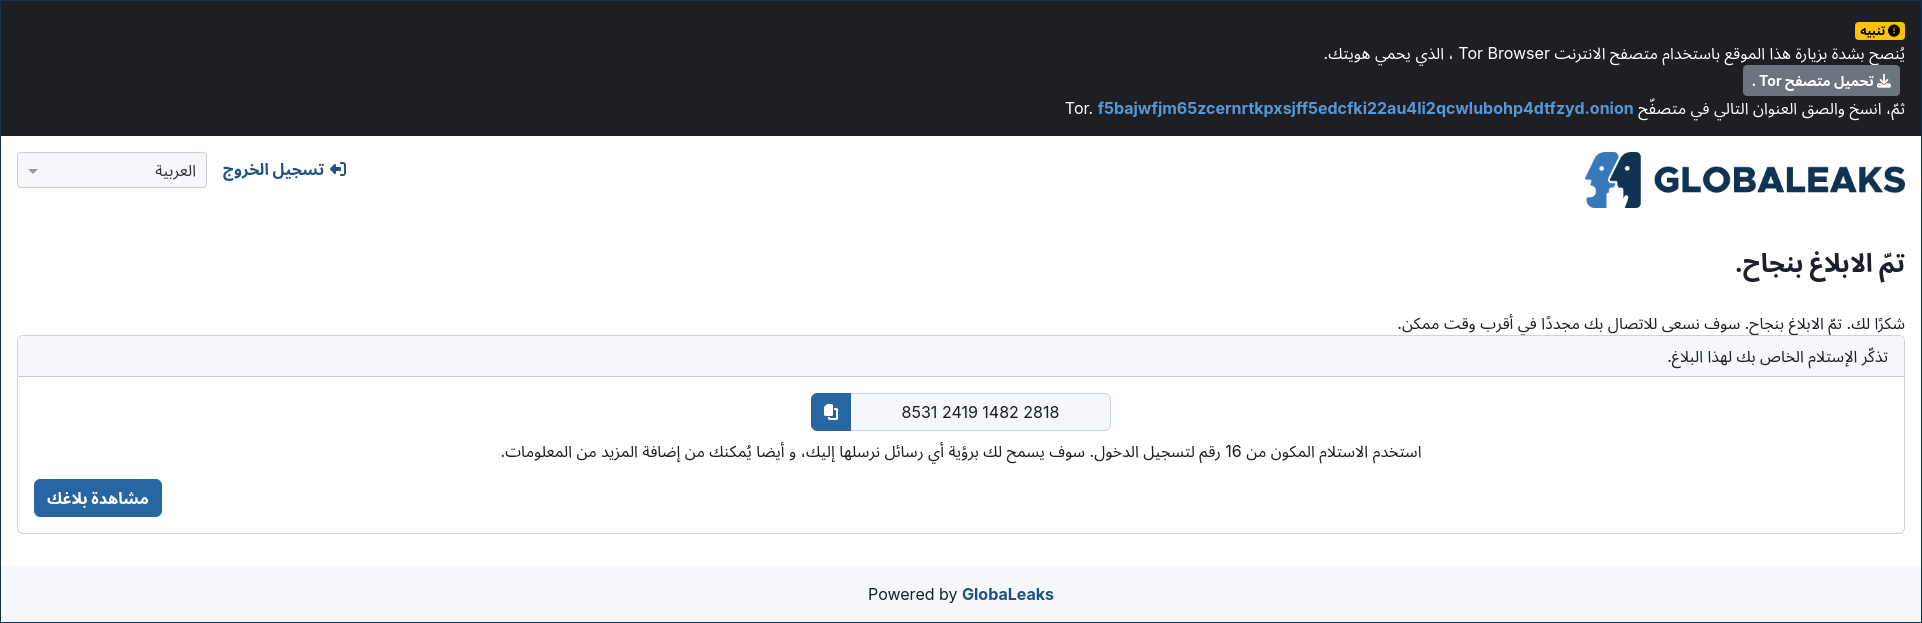 تنبيه
يُنصح بشدة بزيارة هذا الموقع باستخدام متصفح الانترنت Tor Browser ، الذي يحمي هويتك.
تحميل متصفح Tor .
ثمّ، انسخ والصق العنوان التالي في متصفّح f5bajwfjm65zcernrtkpxsjff5edcfki22au4li2qcwlubohp4dtfzyd.onion Tor.
GLOBALEAKS
تسجيل الخروج
العربية
تمّ الابلاغ بنجاح.
شكرًا لك. تمّ الابلاغ بنجاح. سوف نسعى للاتصال بك مجددًا في أقرب وقت ممكن.
تذكّر الإستلام الخاص بك لهذا البلاغ.
8531 2419 1482 2818
استخدم الاستلام المكون من 16 رقم لتسجيل الدخول. سوف يسمح لك برؤية أي رسائل نرسلها إليك، و أيضا يُمكنك من إضافة المزيد من المعلومات.
مشاهدة بلاغك
Powered by GlobaLeaks